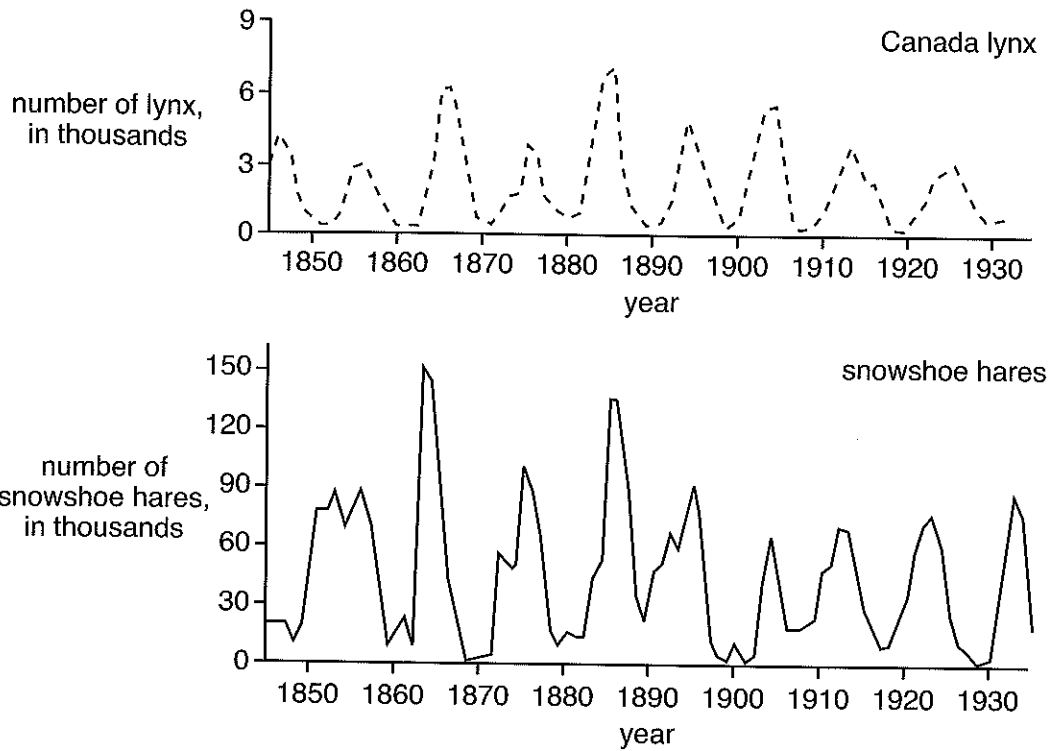 Canada lynx
number of lynx,
in thousands
9
6
3
0
1850 1860 1870 1880 1890 1900 1910 1920 1930
year
snowshoe hares
number of
snowshoe hares,
in thousands
150
120
90
60
30
0
1850 1860 1870 1880 1890 1900 1910 1920 1930
year